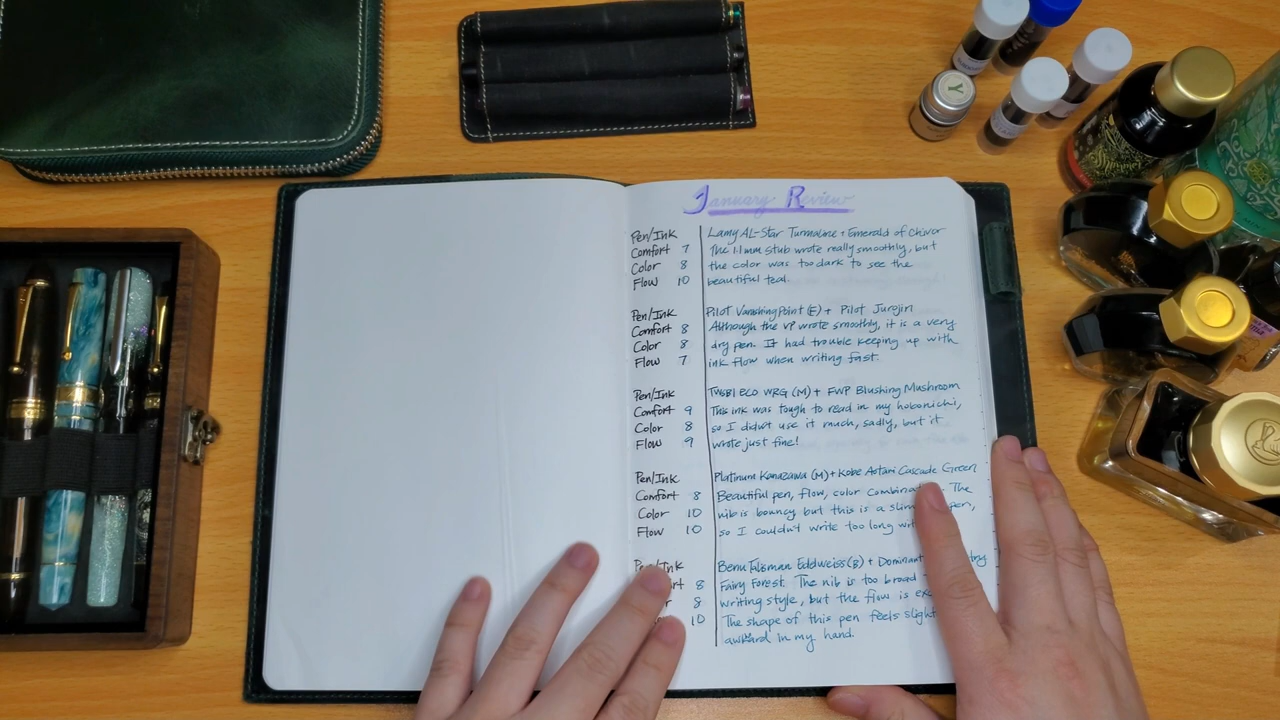 January Review
Pen/Ink Lamy AL-Star Turmaline + Emerald of Chivor
Comfort 7 The 1.1mm stub wrote really smoothly, but
Color 8 the color was too dark to see the
Flow 10 beautiful teal.
Pen/Ink Pilot Vanishing Point (F) + Pilot Jurojin
Comfort 8 Although the VP wrote smoothly, it is a very
Color 8 dry pen. It had trouble keeping up with
Flow 7 ink flow when writing fast.
Pen/Ink TWSBI ECO WRG (M) + FWP Blushing Mushroom
Comfort 9 This ink was tough to read in my hobonichi,
Color 8 so I didn't use it much, sadly, but it
Flow 9 wrote just fine!
Pen/Ink Platinum Kanazawa (M) + Kobe Aotani Cascade Green
Comfort 8 Beautiful pen, flow, color The
Color 10 nib is bouncy but this is a pen,
Flow 10 so I couldn't write too long
Pen/Ink Benu Talisman Edelweiss (B) + Dominant
8 Fairy Forest. The nib is too broad
8 writing style, but the flow is
10 The shape of this pen feels
awkward in my hand.
Y